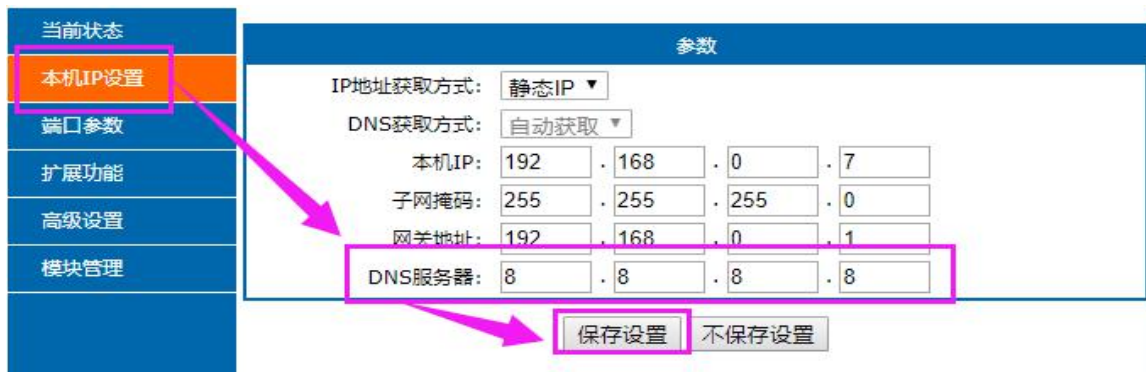 当前状态
本机IP设置
端口参数
扩展功能
高级设置
模块管理
参数
IP地址获取方式: 静态IP
DNS获取方式: 自动获取
本机IP: 192 . 168 . 0 . 7
子网掩码: 255 . 255 . 255 . 0
网关地址: 192 . 168 . 0 . 1
DNS服务器: 8 . 8 . 8 . 8
保存设置 不保存设置